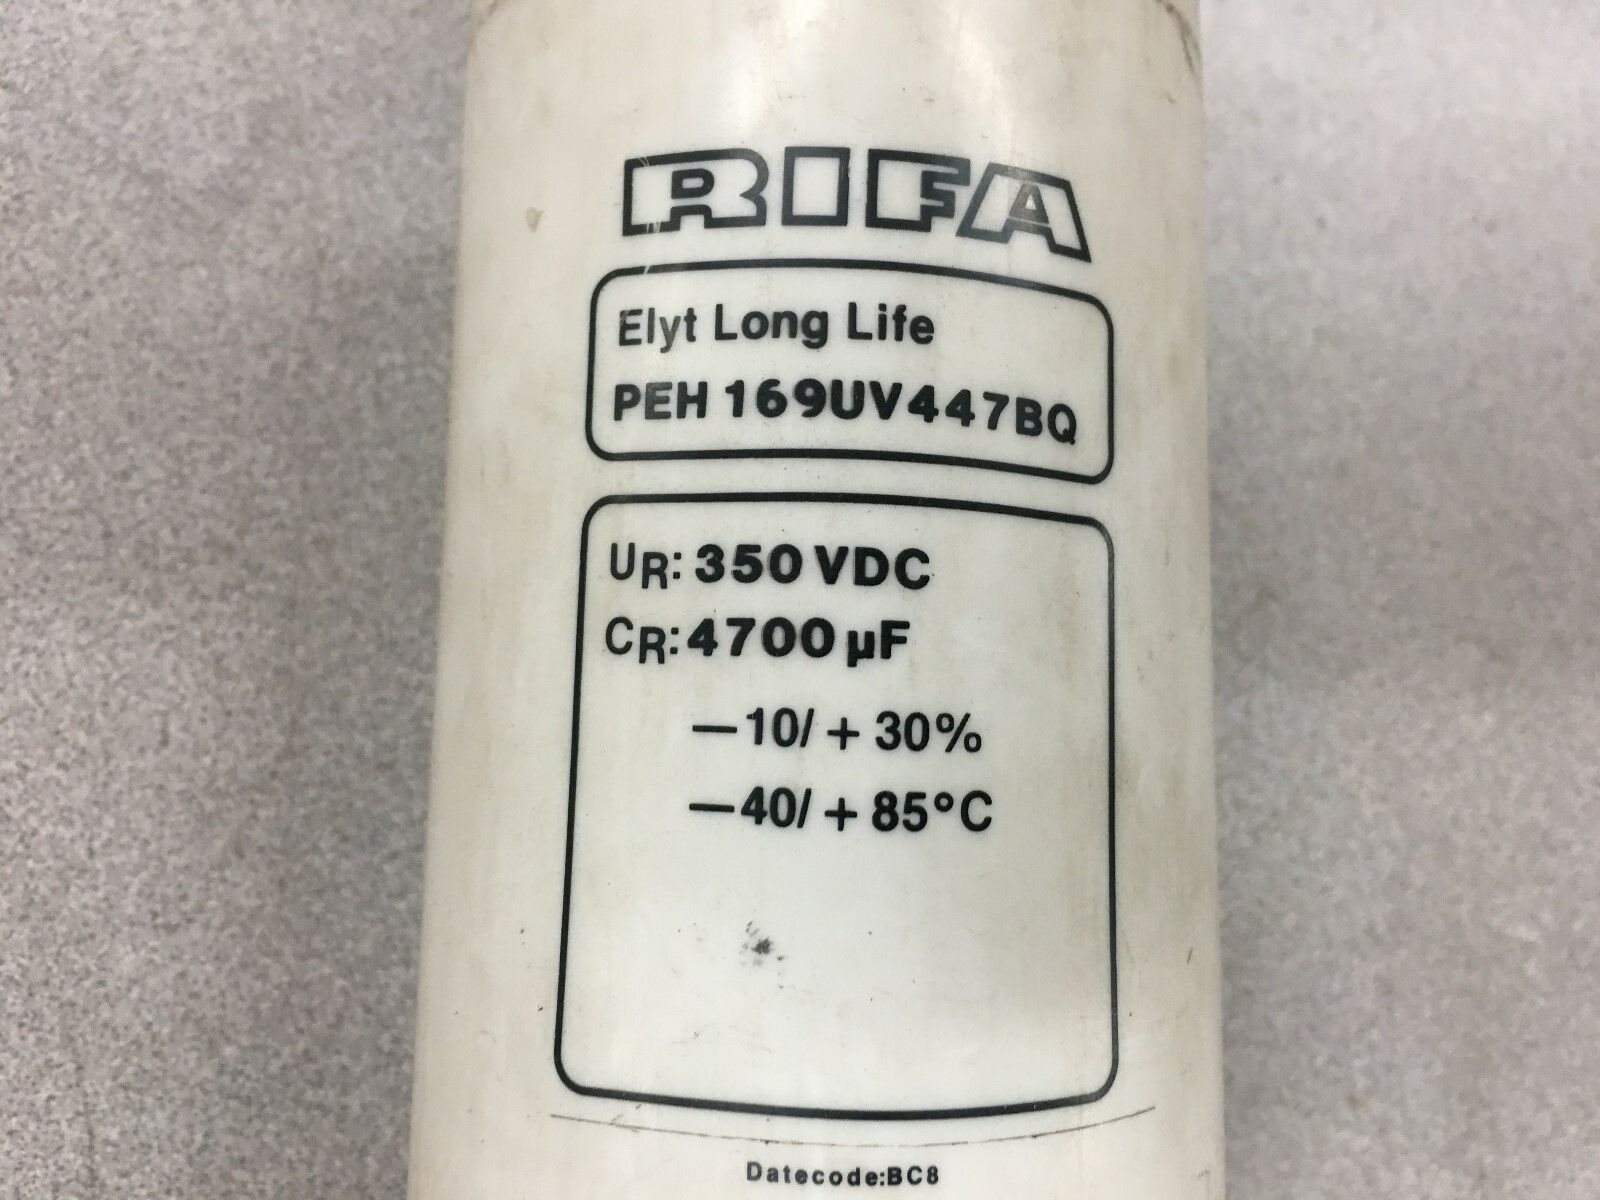 RIFA
Elyt Long Life
PEH 169UV447BQ
UR: 350 VDC
CR: 4700 µF
—10/ + 30%
—40/ + 85°C
Datecode:BC8